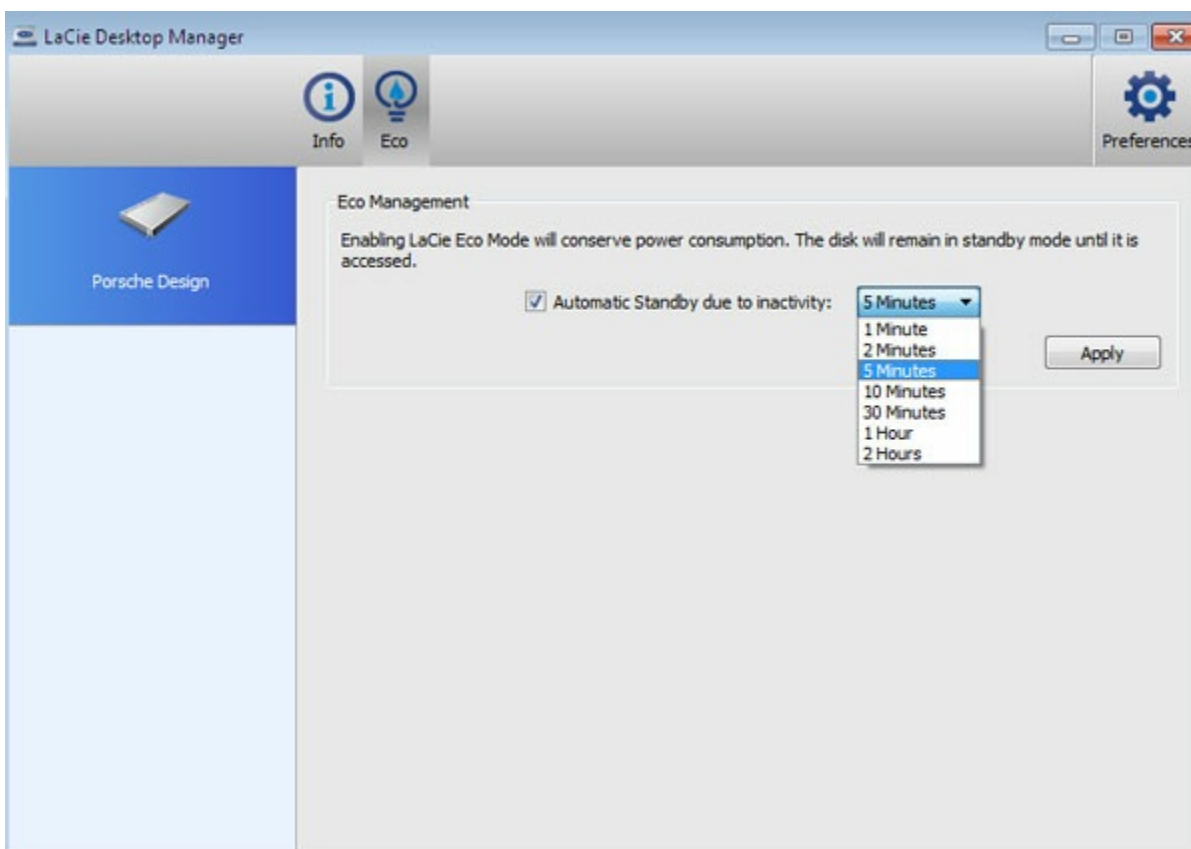 LaCie Desktop Manager
Info
Eco
Preferences
Porsche Design
Eco Management
Enabling LaCie Eco Mode will conserve power consumption. The disk will remain in standby mode until it is
accessed.
Automatic Standby due to inactivity:
5 Minutes
1 Minute
2 Minutes
5 Minutes
10 Minutes
30 Minutes
1 Hour
2 Hours
Apply